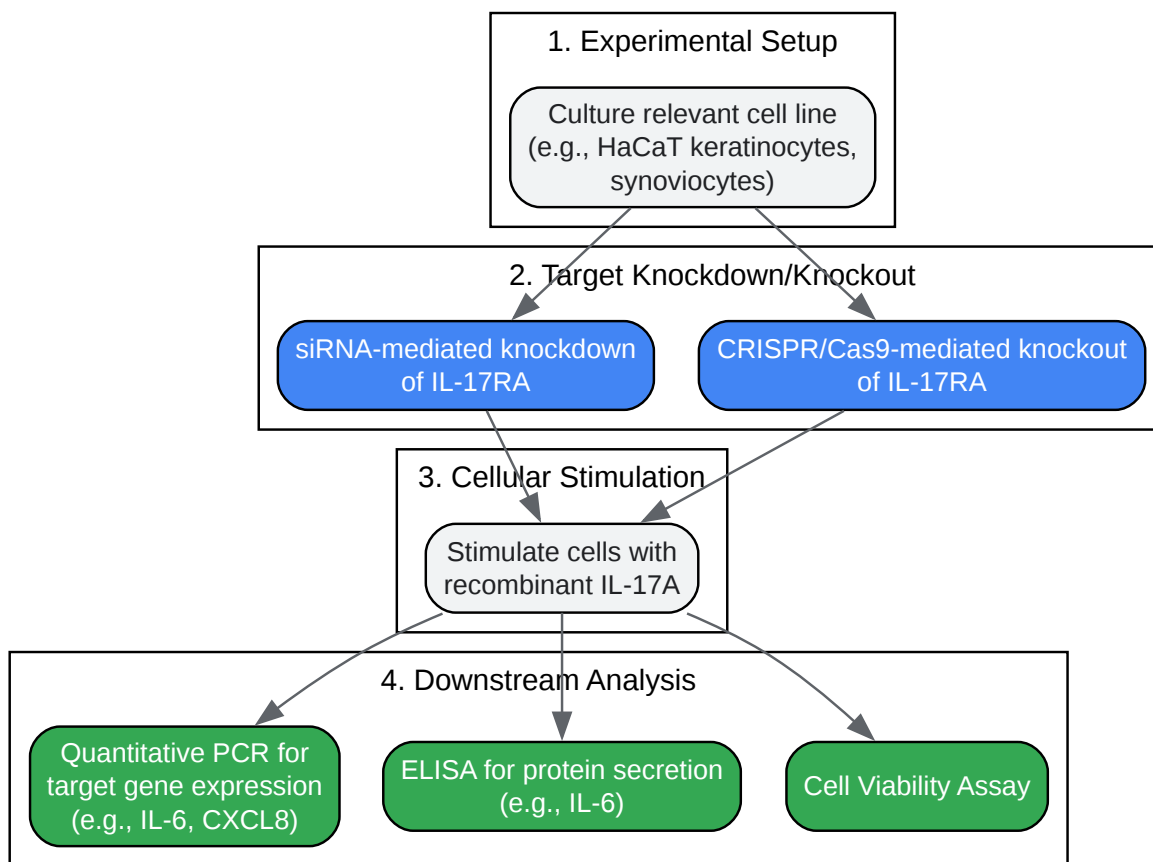 1. Experimental Setup
Culture relevant cell line
(e.g., HaCaT keratinocytes,
synoviocytes)
2. Target Knockdown/Knockout
siRNA-mediated knockdown
of IL-17RA
CRISPR/Cas9-mediated knockout
of IL-17RA
3. Cellular Stimulation
Stimulate cells with
recombinant IL-17A
4. Downstream Analysis
Quantitative PCR for
target gene expression
(e.g., IL-6, CXCL8)
ELISA for protein secretion
(e.g., IL-6)
Cell Viability Assay